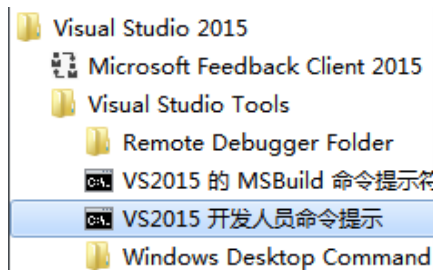 Visual Studio 2015
Microsoft Feedback Client 2015
Visual Studio Tools
Remote Debugger Folder
VS2015 的 MSBuild 命令提示符
VS2015 开发人员命令提示
Windows Desktop Command